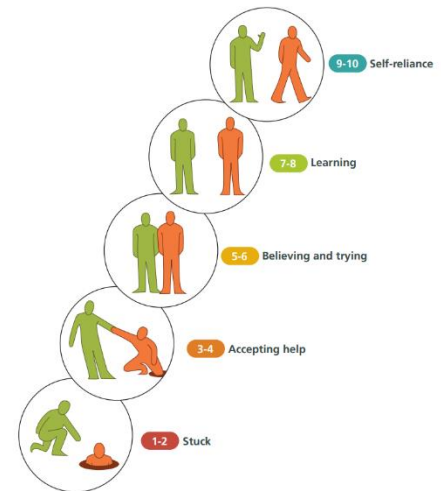 9-10 Self-reliance
7-8 Learning
5-6 Believing and trying
3-4 Accepting help
1-2 Stuck